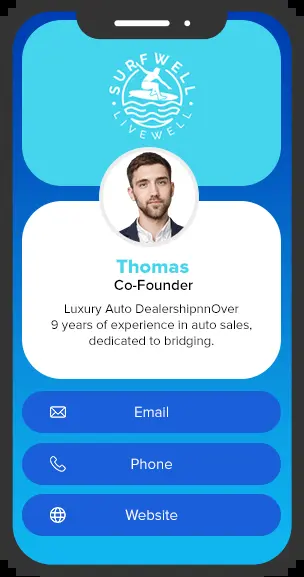 SURFWELL
LIVEWELL
Thomas
Co-Founder
Luxury Auto DealershipnnOver
9 years of experience in auto sales,
dedicated to bridging.
Email
Phone
Website